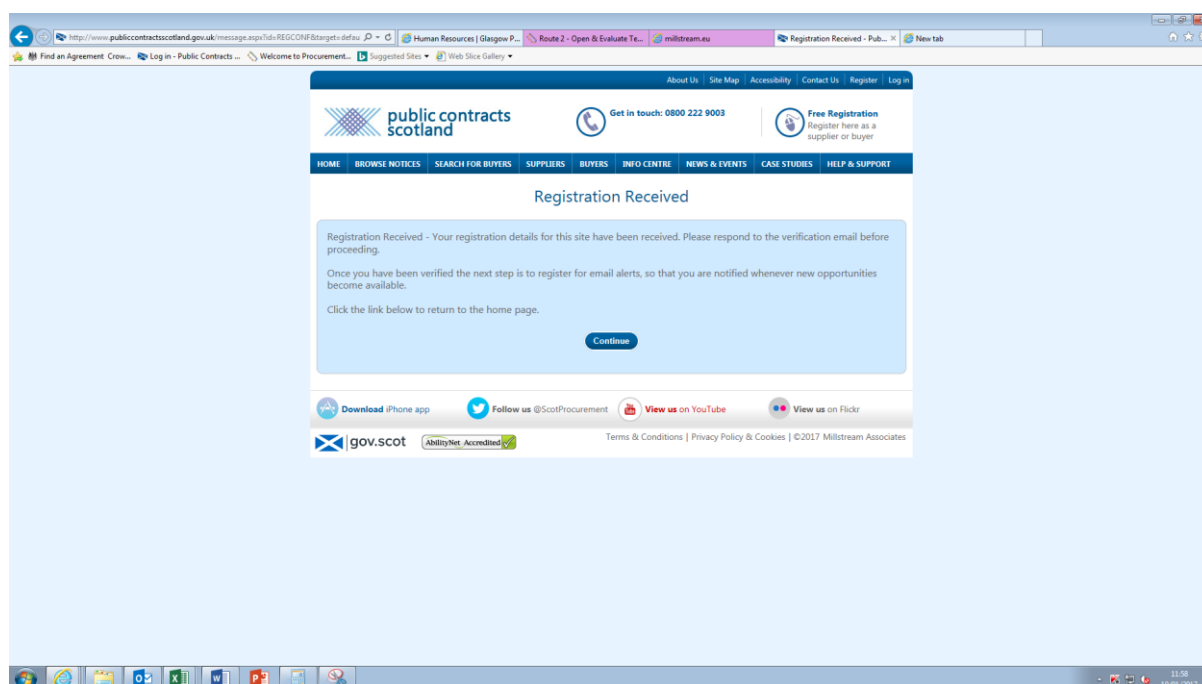 http://www.publiccontractsscotland.gov.uk/message.aspx?id=REGCONF&target=defau
Human Resources | Glasgow P...
Route 2 - Open & Evaluate Te...
millstream.eu
Registration Received - Pub...
New tab
Find an Agreement Crow...
Log in - Public Contracts ...
Welcome to Procurement...
Suggested Sites
Web Slice Gallery
About Us | Site Map | Accessibility | Contact Us | Register | Log in
public contracts
scotland
Get in touch: 0800 222 9003
Free Registration
Register here as a
supplier or buyer
HOME BROWSE NOTICES SEARCH FOR BUYERS SUPPLIERS BUYERS INFO CENTRE NEWS & EVENTS CASE STUDIES HELP & SUPPORT
Registration Received
Registration Received - Your registration details for this site have been received. Please respond to the verification email before
proceeding.
Once you have been verified the next step is to register for email alerts, so that you are notified whenever new opportunities
become available.
Click the link below to return to the home page.
Continue
Download iPhone app
Follow us @ScotProcurement
View us on YouTube
View us on Flickr
gov.scot
AbilityNet Accredited
Terms & Conditions | Privacy Policy & Cookies | ©2017 Millstream Associates
11:58